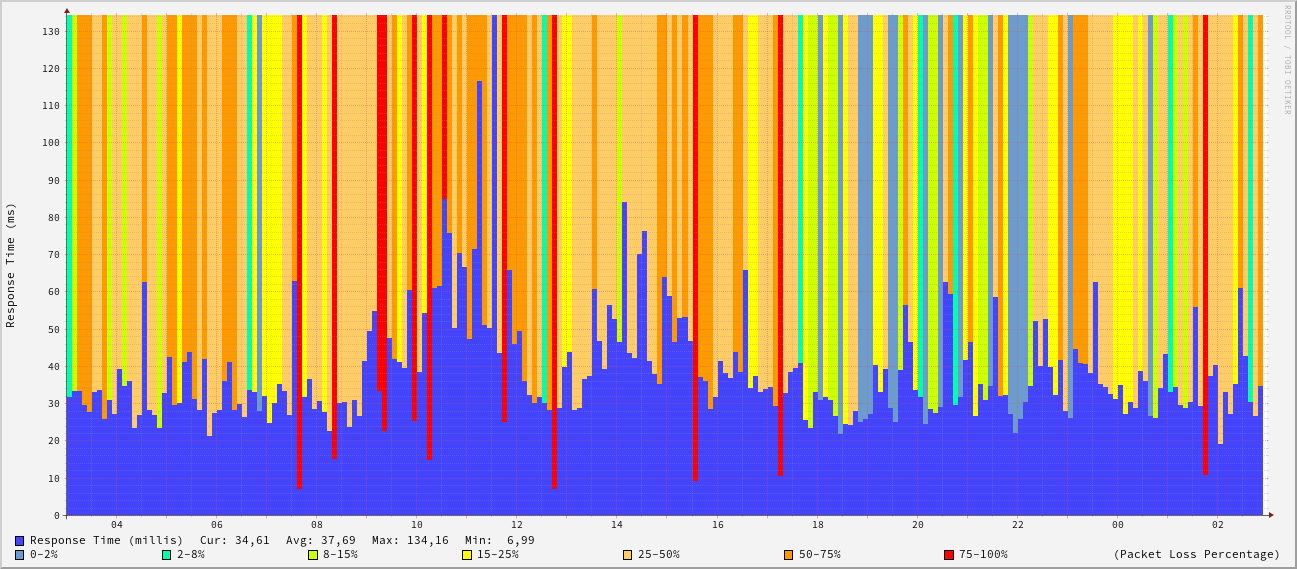 RRDTOOL / TOBI OETIKER
Response Time (ms)
130
120
110
100
90
80
70
60
50
40
30
20
10
0
04 06 08 10 12 14 16 18 20 22 00 02
Response Time (millis) Cur: 34,61 Avg: 37,69 Max: 134,16 Min: 6,99
0-2% 2-8% 8-15% 15-25% 25-50% 50-75% 75-100% (Packet Loss Percentage)